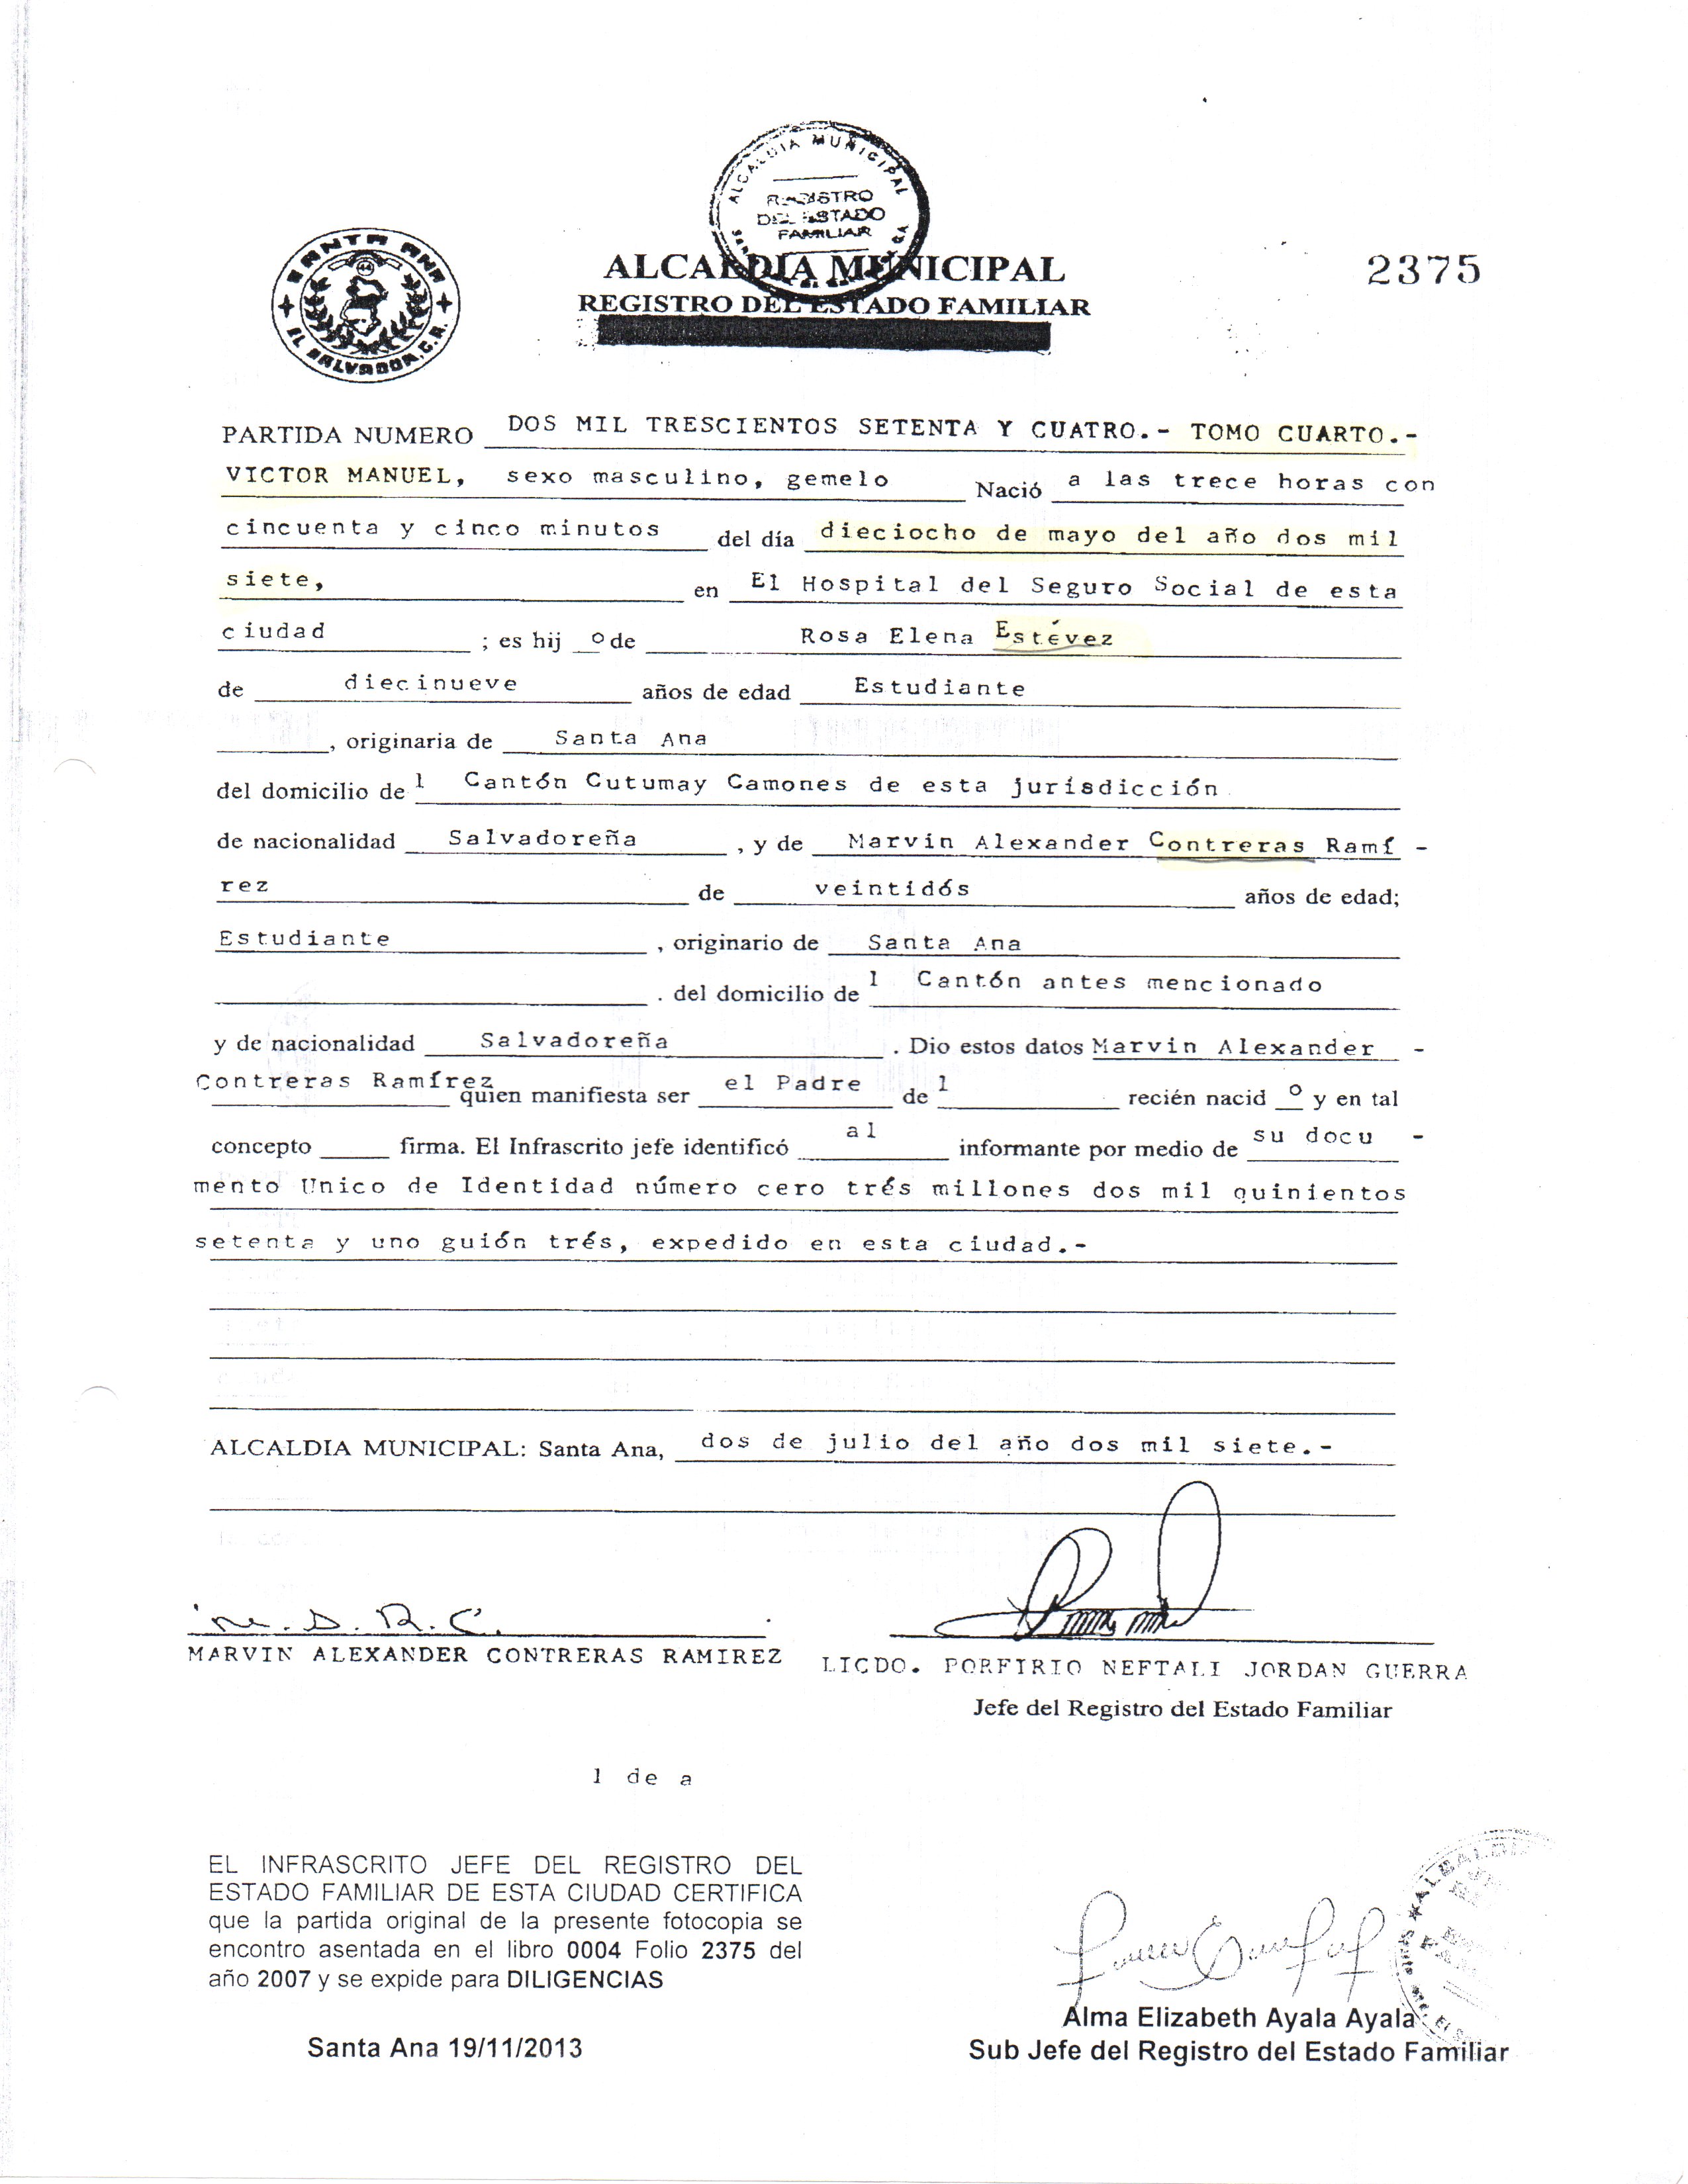 ALCALDIA MUNICIPAL
REGISTRO DEL ESTADO FAMILIAR
SANTA ANA
EL SALVADOR, C.A.
ALCALDIA MUNICIPAL
REGISTRO DEL ESTADO FAMILIAR
2375
PARTIDA NUMERO DOS MIL TRESCIENTOS SETENTA Y CUATRO.- TOMO CUARTO.-
VICTOR MANUEL, sexo masculino, gemelo Nació a las trece horas con
cincuenta y cinco minutos del día dieciocho de mayo del año dos mil
siete, en El Hospital del Seguro Social de esta
ciudad ; es hij o de Rosa Elena Estévez
de diecinueve años de edad Estudiante
, originaria de Santa Ana
del domicilio de l Cantón Cutumay Camones de esta jurisdicción
de nacionalidad Salvadoreña , y de Marvin Alexander Contreras Ramí -
rez de veintidós años de edad;
Estudiante , originario de Santa Ana
. del domicilio de l Cantón antes mencionado
y de nacionalidad Salvadoreña . Dio estos datos Marvin Alexander -
Contreras Ramírez quien manifiesta ser el Padre de l recién nacid o y en tal
concepto firma. El Infrascrito jefe identificó al informante por medio de su docu -
mento Unico de Identidad número cero trés millones dos mil quinientos
setenta y uno guión trés, expedido en esta ciudad.-
ALCALDIA MUNICIPAL: Santa Ana, dos de julio del año dos mil siete.-
MARVIN ALEXANDER CONTRERAS RAMIREZ
LICDO. PORFIRIO NEFTALI JORDAN GUERRA
Jefe del Registro del Estado Familiar
l de a
EL INFRASCRITO JEFE DEL REGISTRO DEL
ESTADO FAMILIAR DE ESTA CIUDAD CERTIFICA
que la partida original de la presente fotocopia se
encontro asentada en el libro 0004 Folio 2375 del
año 2007 y se expide para DILIGENCIAS
Santa Ana 19/11/2013
Alma Elizabeth Ayala Ayala
Sub Jefe del Registro del Estado Familiar